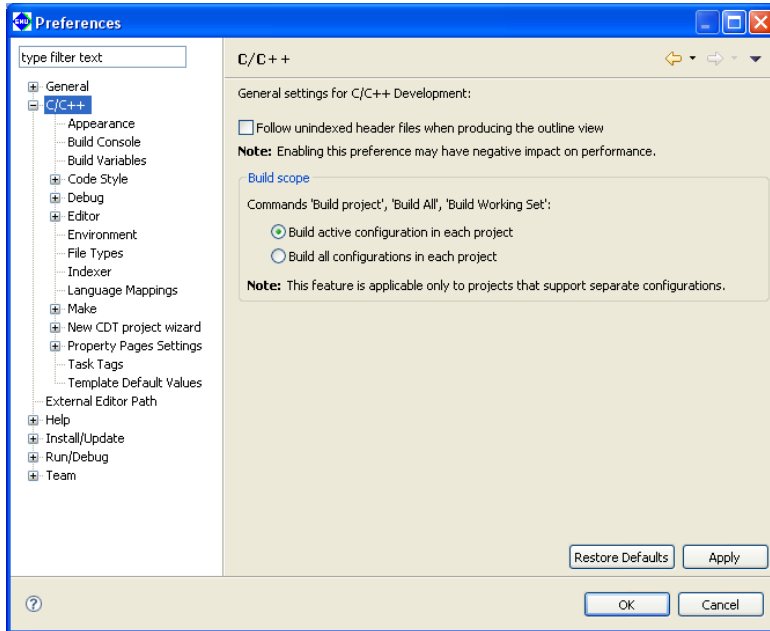 Preferences
type filter text
General
C/C++
Appearance
Build Console
Build Variables
Code Style
Debug
Editor
Environment
File Types
Indexer
Language Mappings
Make
New CDT project wizard
Property Pages Settings
Task Tags
Template Default Values
External Editor Path
Help
Install/Update
Run/Debug
Team
C/C++
General settings for C/C++ Development:
Follow unindexed header files when producing the outline view
Note: Enabling this preference may have negative impact on performance.
Build scope
Commands 'Build project', 'Build All', 'Build Working Set':
Build active configuration in each project
Build all configurations in each project
Note: This feature is applicable only to projects that support separate configurations.
Restore Defaults
Apply
?
OK
Cancel